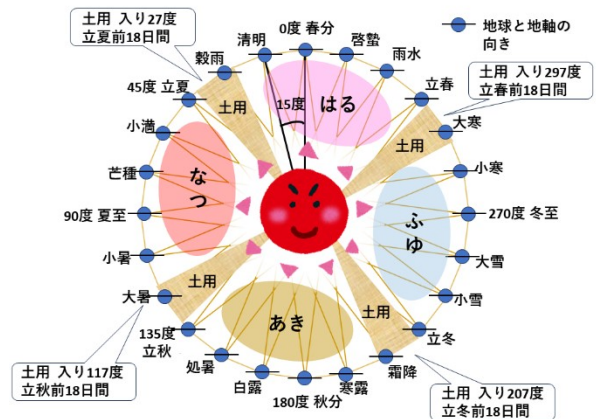 土用 入り27度
立夏前18日間
清明
0度 春分
啓蟄
雨水
立春
地球と地軸の
向き
土用 入り297度
立春前18日間
穀雨
45度 立夏
土用
15度
はる
大寒
土用
小満
小寒
芒種
なつ
ふゆ
90度 夏至
270度 冬至
小暑
大雪
大暑
土用
小雪
135度
立秋
あき
土用
立冬
処暑
霜降
白露
寒露
180度 秋分
土用 入り117度
立秋前18日間
土用 入り207度
立冬前18日間